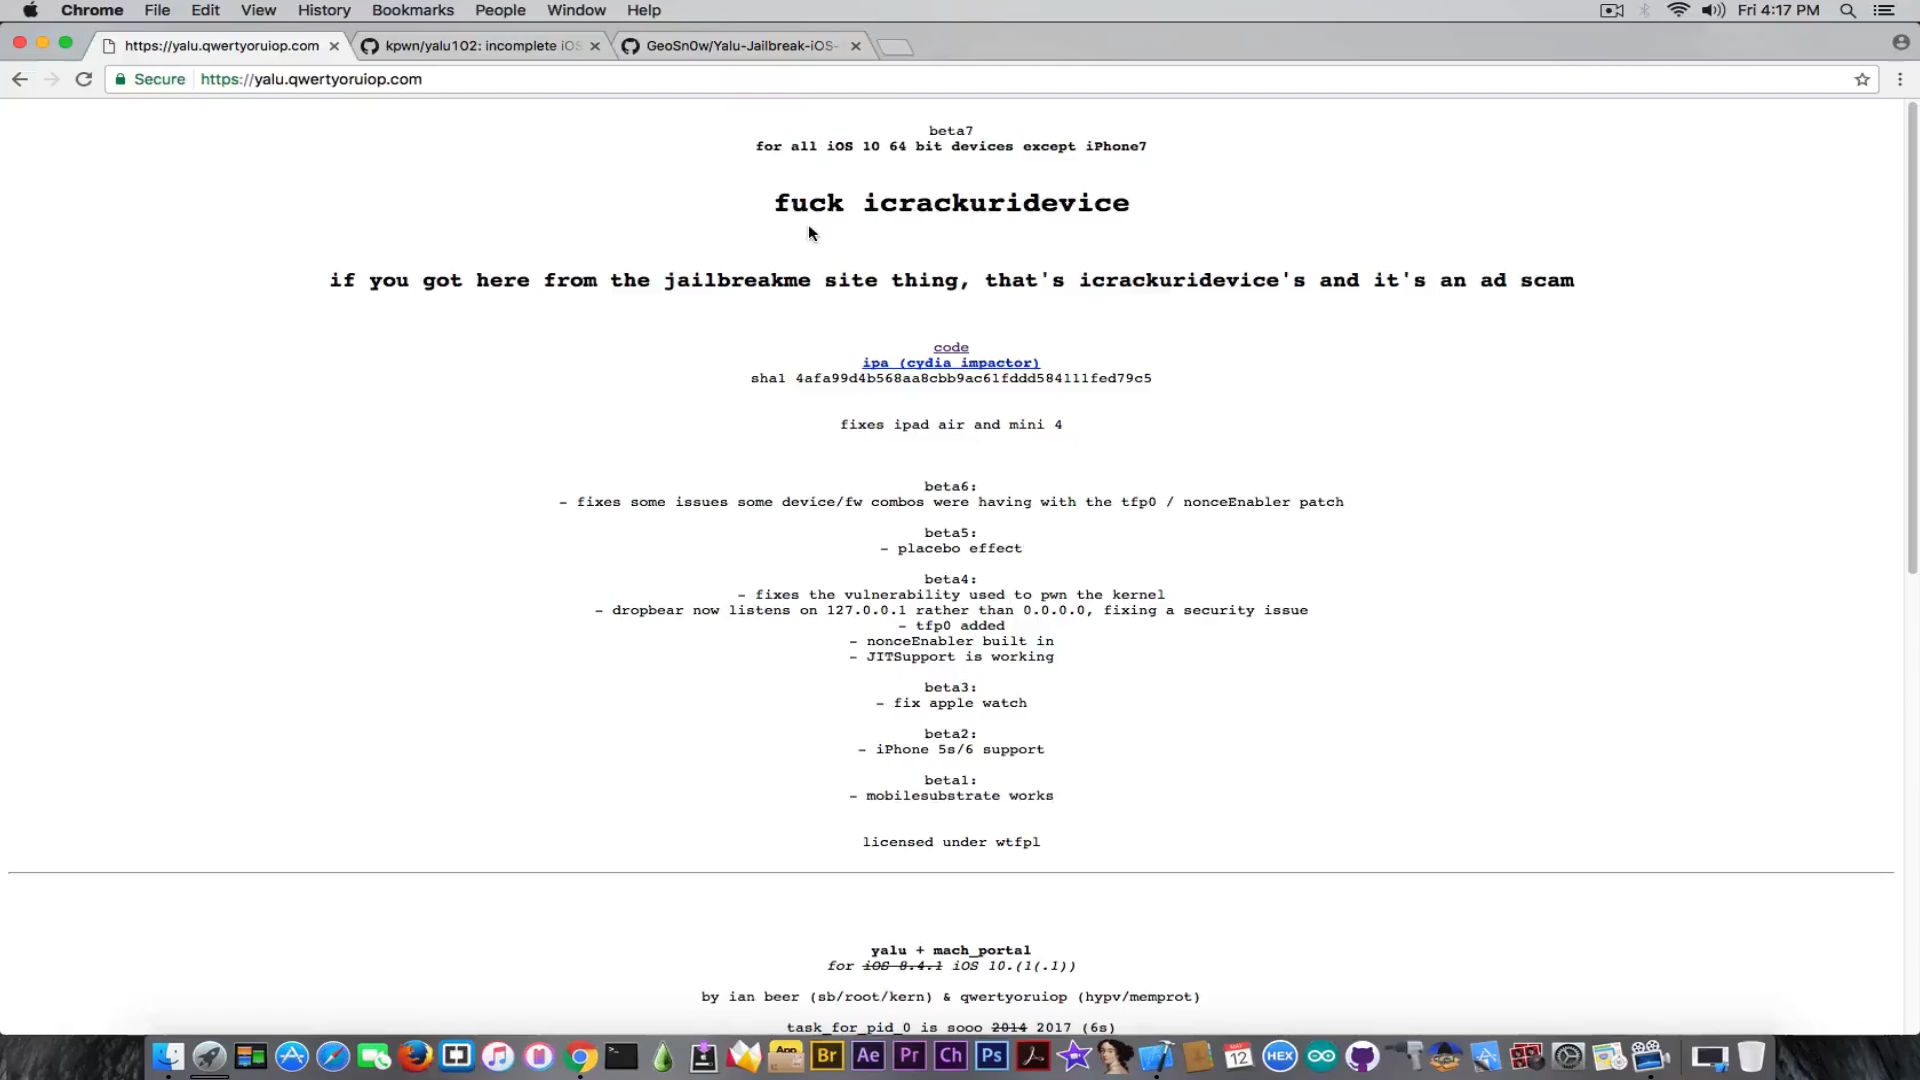 Chrome File Edit View History Bookmarks People Window Help Fri 4:17 PM
https://yalu.qwertyoruiop.com kpwn/yalu102: incomplete iOS GeoSn0w/Yalu-Jailbreak-iOS-
Secure https://yalu.qwertyoruiop.com
beta7
for all iOS 10 64 bit devices except iPhone7
fuck icrackuridevice
if you got here from the jailbreakme site thing, that's icrackuridevice's and it's an ad scam
code
ipa (cydia impactor)
sha1 4afa99d4b568aa8cbb9ac61fddd584111fed79c5
fixes ipad air and mini 4
beta6:
- fixes some issues some device/fw combos were having with the tfp0 / nonceEnabler patch
beta5:
- placebo effect
beta4:
- fixes the vulnerability used to pwn the kernel
- dropbear now listens on 127.0.0.1 rather than 0.0.0.0, fixing a security issue
- tfp0 added
- nonceEnabler built in
- JITSupport is working
beta3:
- fix apple watch
beta2:
- iPhone 5s/6 support
beta1:
- mobilesubstrate works
licensed under wtfpl
yalu + mach_portal
for iOS 8.4.1 iOS 10.(1(.1))
by ian beer (sb/root/kern) & qwertyoruiop (hypv/memprot)
task_for_pid_0 is sooo 2014 2017 (6s)
App Br Ae Pr Ch Ps 12 HEX